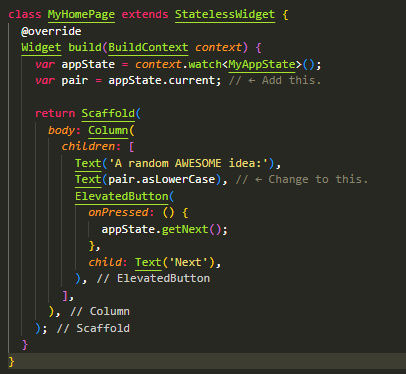 class MyHomePage extends StatelessWidget {
  @override
  Widget build(BuildContext context) {
    var appState = context.watch<MyAppState>();
    var pair = appState.current; // ← Add this.

    return Scaffold(
      body: Column(
        children: [
          Text('A random AWESOME idea:'),
          Text(pair.asLowerCase), // ← Change to this.
          ElevatedButton(
            onPressed: () {
              appState.getNext();
            },
            child: Text('Next'),
          ), // ElevatedButton
        ],
      ), // Column
    ); // Scaffold
  }
}